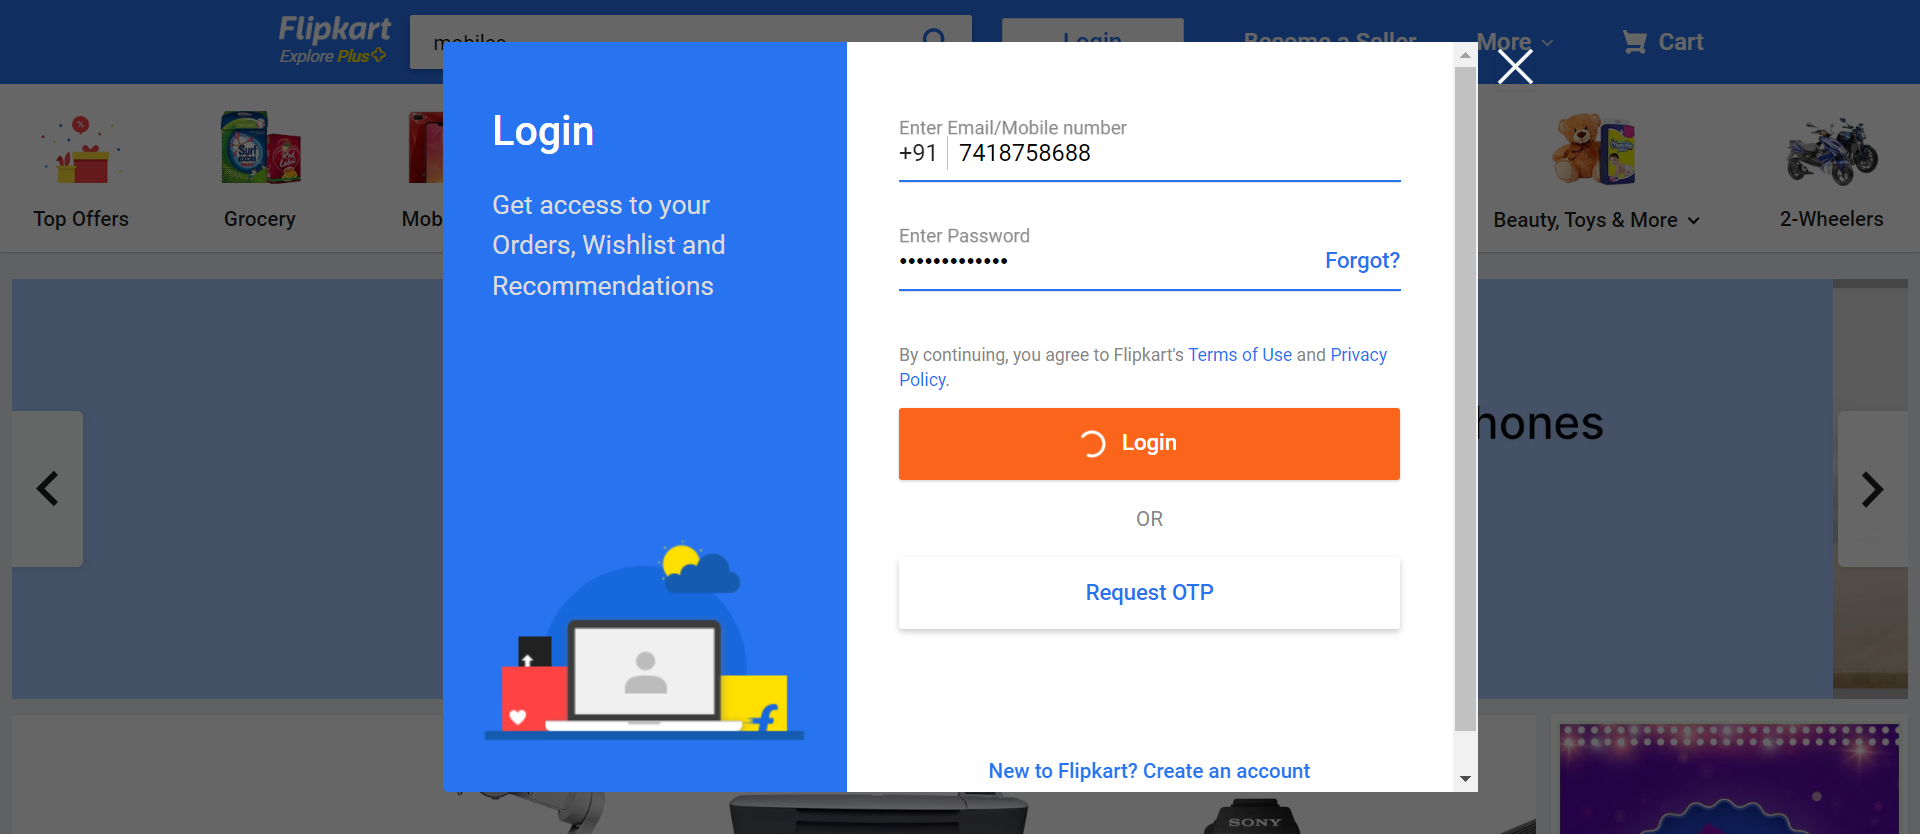 Flipkart
Explore Plus
mobiles
Login
Become a Seller
More
Cart
Top Offers
Grocery
Mob
Beauty, Toys & More
2-Wheelers
Login
Get access to your
Orders, Wishlist and
Recommendations
Enter Email/Mobile number
+91 7418758688
Enter Password
•••••••••••••
Forgot?
By continuing, you agree to Flipkart's Terms of Use and Privacy
Policy.
Login
OR
Request OTP
New to Flipkart? Create an account
hones
Surf
excel
SONY